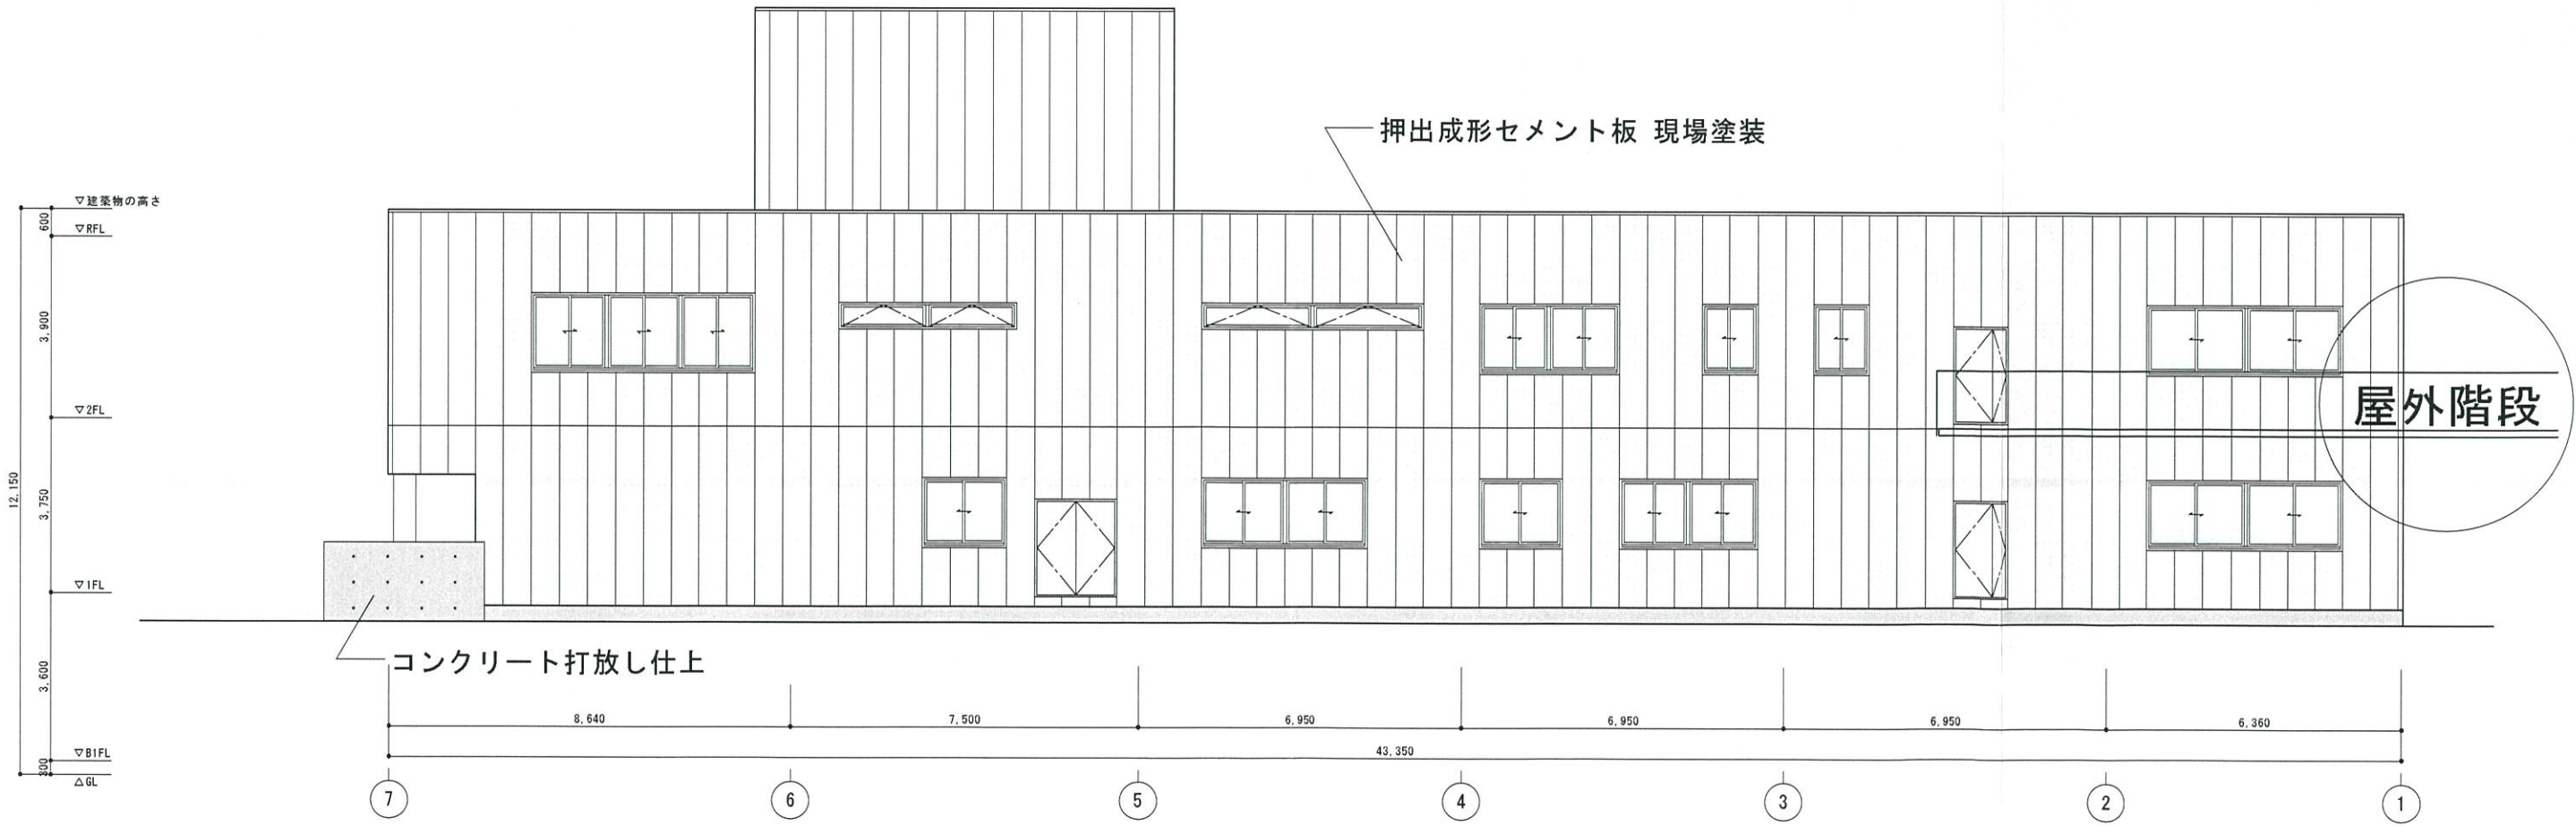 押出成形セメント板 現場塗装
▽建築物の高さ
600
▽RFL
3,900
▽2FL
屋外階段
12,150
3,750
▽1FL
コンクリート打放し仕上
3,600
8,640 7,500 6,950 6,950 6,950 6,360
43,350
▽B1FL
300
△GL
7 6 5 4 3 2 1